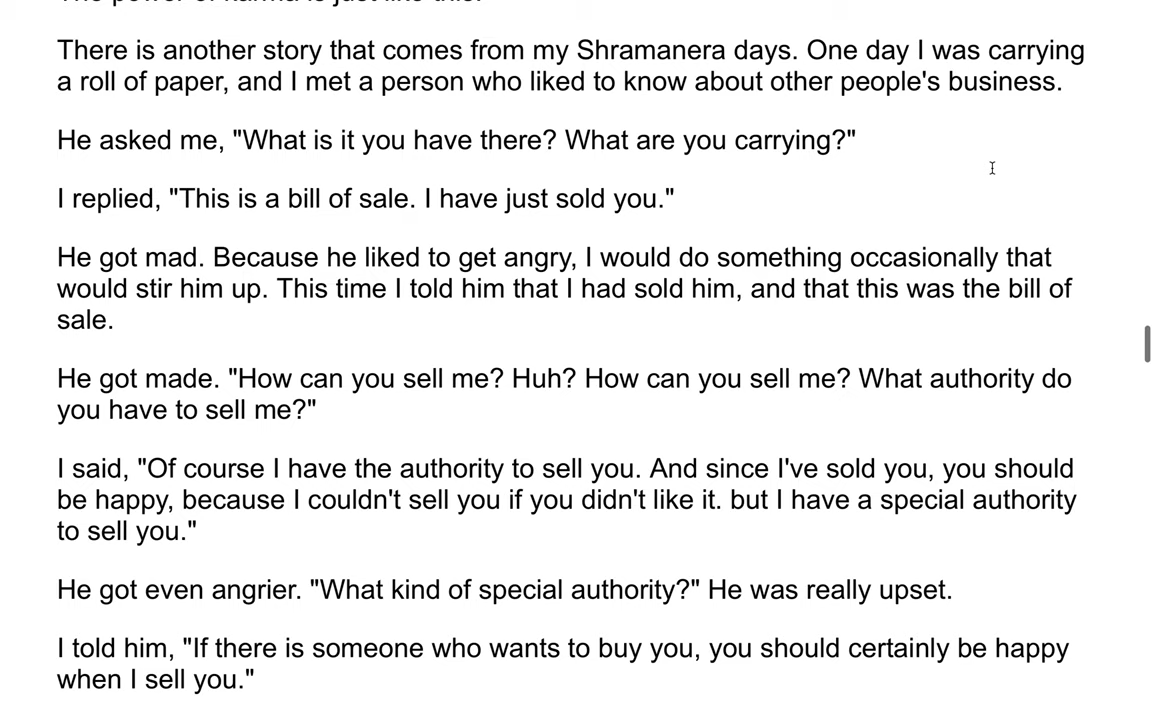 The power of karma is just like this.
There is another story that comes from my Shramanera days. One day I was carrying
a roll of paper, and I met a person who liked to know about other people's business.
He asked me, "What is it you have there? What are you carrying?"
I replied, "This is a bill of sale. I have just sold you."
He got mad. Because he liked to get angry, I would do something occasionally that
would stir him up. This time I told him that I had sold him, and that this was the bill of
sale.
He got made. "How can you sell me? Huh? How can you sell me? What authority do
you have to sell me?"
I said, "Of course I have the authority to sell you. And since I've sold you, you should
be happy, because I couldn't sell you if you didn't like it. but I have a special authority
to sell you."
He got even angrier. "What kind of special authority?" He was really upset.
I told him, "If there is someone who wants to buy you, you should certainly be happy
when I sell you."